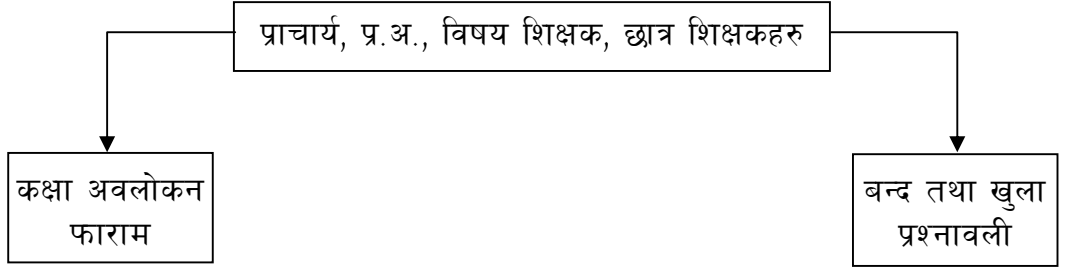 प्राचार्य, प्र.अ., विषय शिक्षक, छात्र शिक्षकहरु
कक्षा अवलोकन
फाराम
बन्द तथा खुला
प्रश्नावली